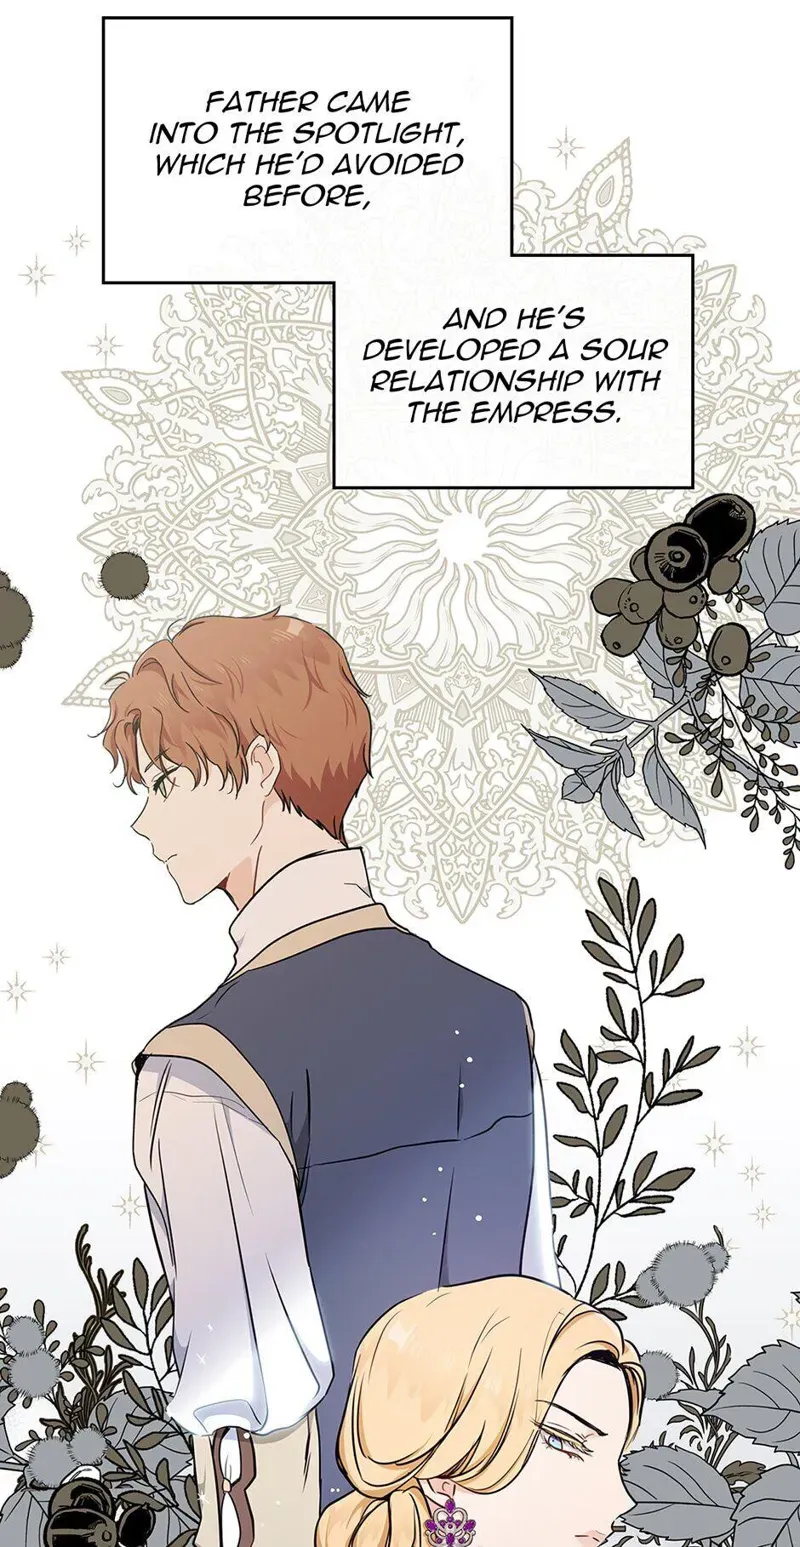 FATHER CAME
INTO THE SPOTLIGHT,
WHICH HE'D AVOIDED
BEFORE,
AND HE'S
DEVELOPED A SOUR
RELATIONSHIP WITH
THE EMPRESS.